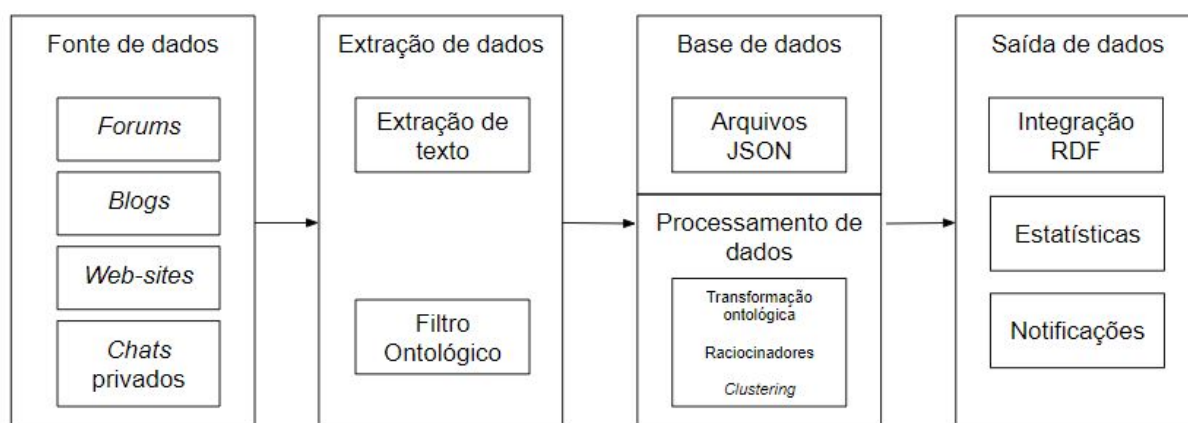 Fonte de dados
Forums
Blogs
Web-sites
Chats
privados
Extração de dados
Extração de
texto
Filtro
Ontológico
Base de dados
Arquivos
JSON
Processamento de
dados
Transformação
ontológica
Raciocinadores
Clustering
Saída de dados
Integração
RDF
Estatísticas
Notificações